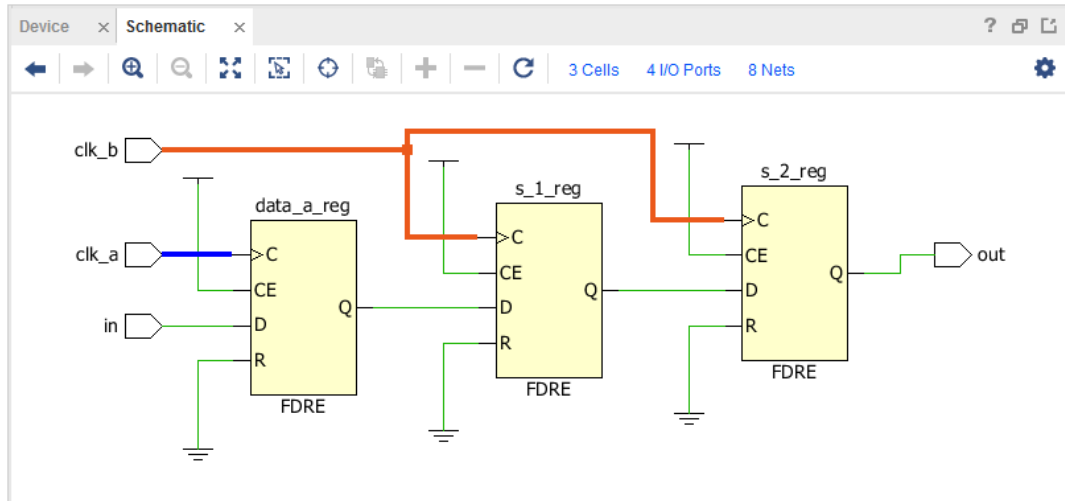 Device × Schematic × ?
3 Cells 4 I/O Ports 8 Nets
clk_b
s_2_reg
s_1_reg
data_a_reg
C
C
clk_a
C
CE
out
CE
Q
CE
Q
D
Q
D
in
D
R
R
R
FDRE
FDRE
FDRE